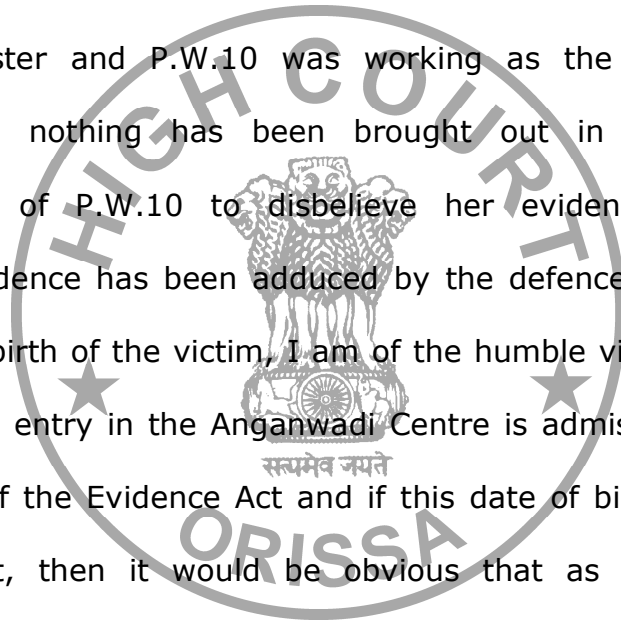 ster and P.W.10 was working as the
nothing has been brought out in
of P.W.10 to disbelieve her eviden
dence has been adduced by the defence
birth of the victim, I am of the humble vi
entry in the Anganwadi Centre is admis
f the Evidence Act and if this date of bi
t, then it would be obvious that as
HIGH COURT
सत्यमेव जयते
ORISSA